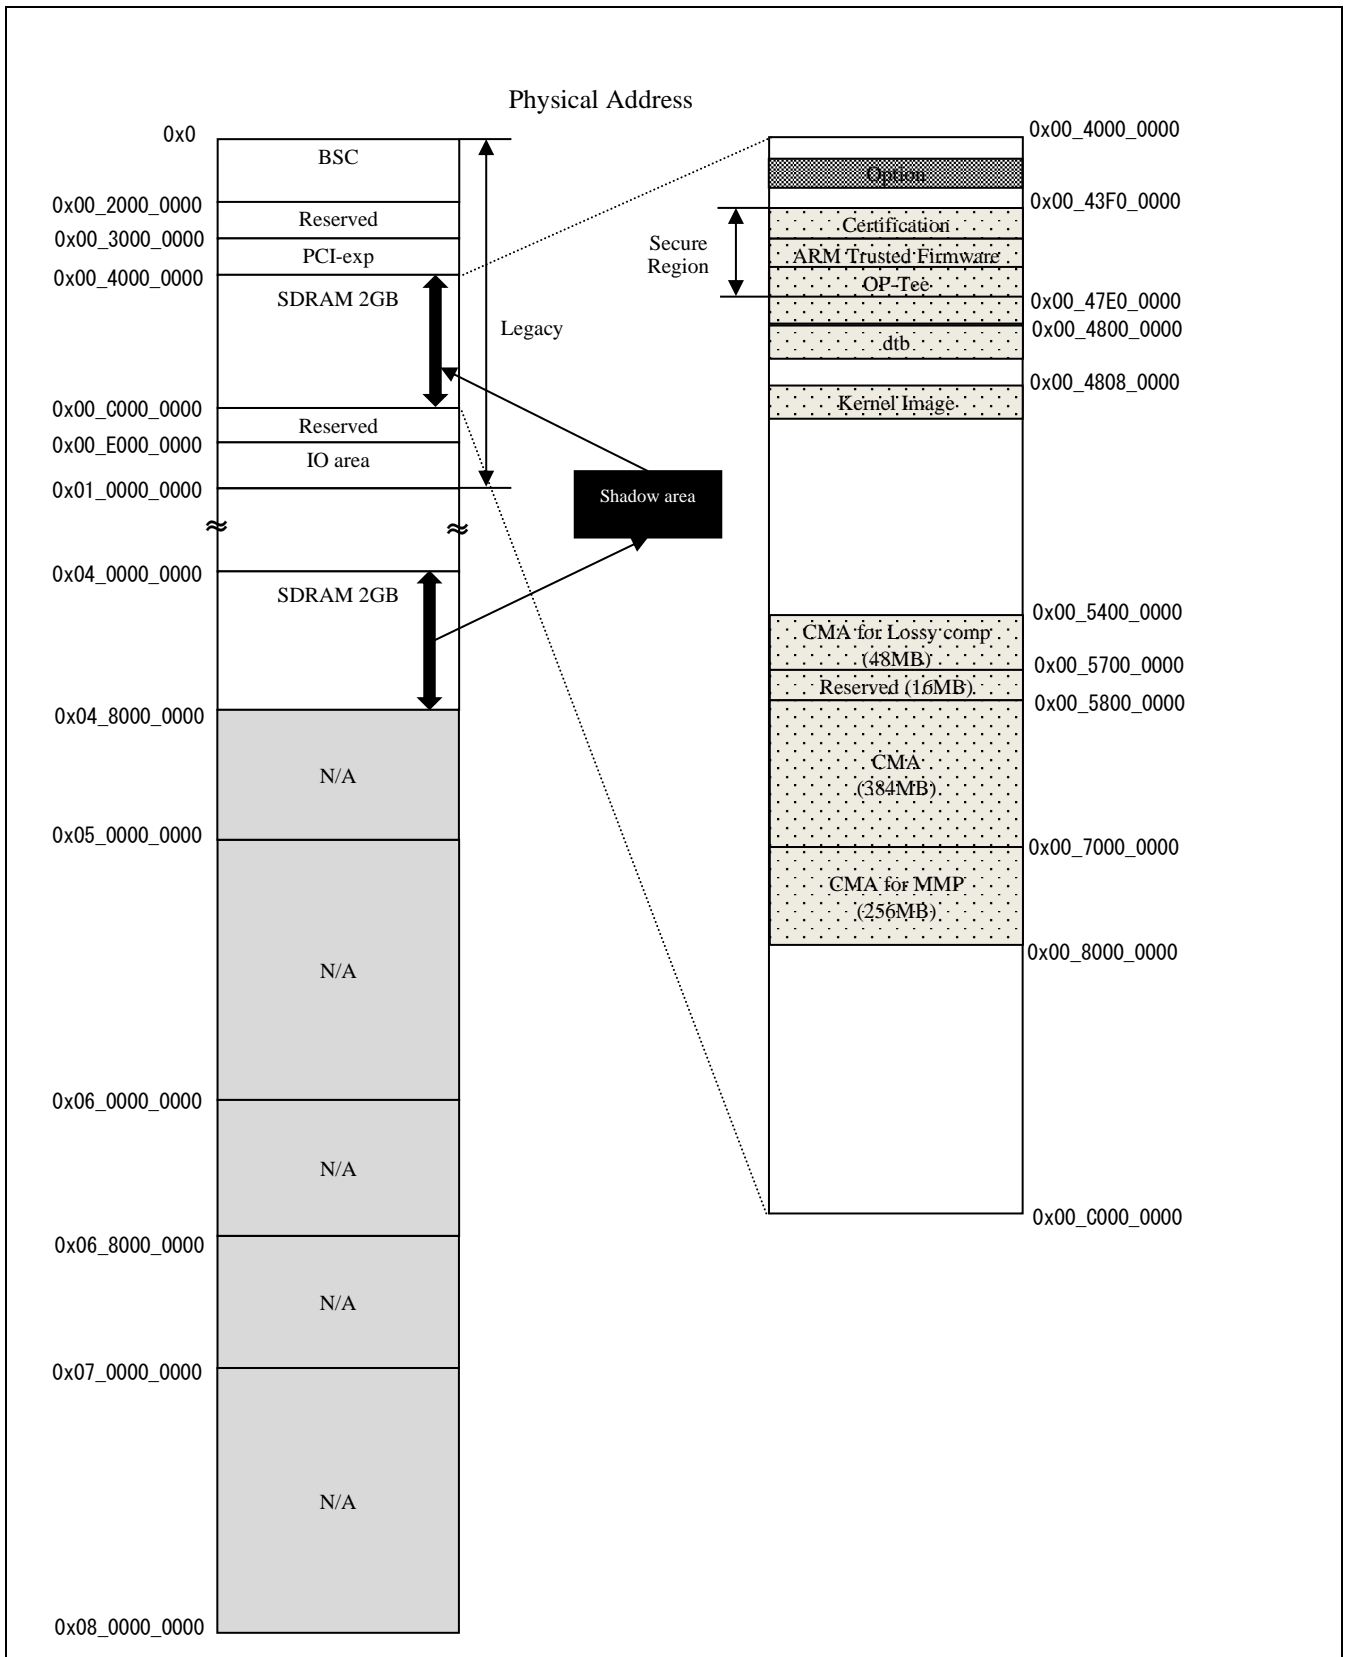 Physical Address
0x0
BSC
0x00_2000_0000
Reserved
0x00_3000_0000
PCI-exp
0x00_4000_0000
SDRAM 2GB
Legacy
0x00_C000_0000
Reserved
0x00_E000_0000
IO area
0x01_0000_0000
≈
≈
0x04_0000_0000
SDRAM 2GB
0x04_8000_0000
N/A
0x05_0000_0000
N/A
0x06_0000_0000
N/A
0x06_8000_0000
N/A
0x07_0000_0000
N/A
0x08_0000_0000
Shadow area
0x00_4000_0000
Option
0x00_43F0_0000
Secure
Region
Certification
ARM Trusted Firmware
OP-Tee
0x00_47E0_0000
0x00_4800_0000
dtb
0x00_4808_0000
Kernel Image
0x00_5400_0000
CMA for Lossy comp
(48MB)
0x00_5700_0000
Reserved (16MB)
0x00_5800_0000
CMA
(384MB)
0x00_7000_0000
CMA for MMP
(256MB)
0x00_8000_0000
0x00_C000_0000